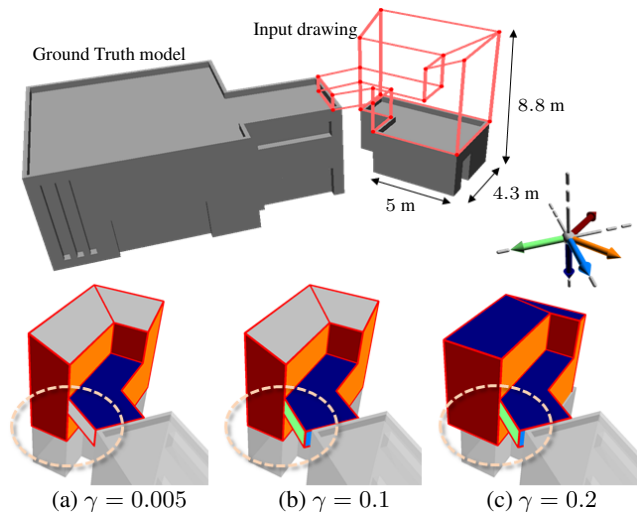 Ground Truth model
Input drawing
8.8 m
4.3 m
5 m
(a) γ = 0.005
(b) γ = 0.1
(c) γ = 0.2